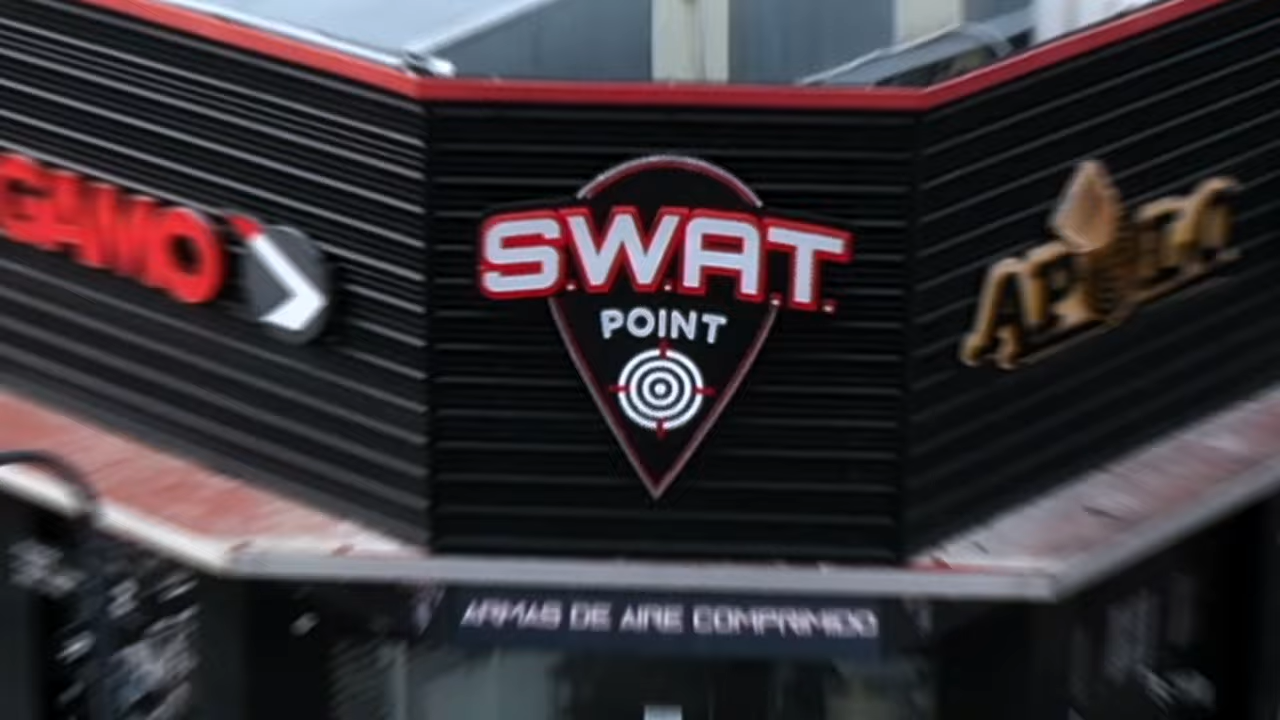 GAMO
S.W.A.T.
POINT
ARMAS DE AIRE COMPRIMIDO